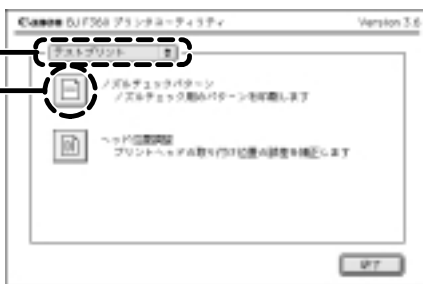 Canon BJ F360 プリンタユーティリティ Version 3.6
テストプリント
ノズルチェックパターン
ノズルチェック用のパターンを印刷します
ヘッド位置調整
プリントヘッドの取り付け位置の誤差を補正します
終了